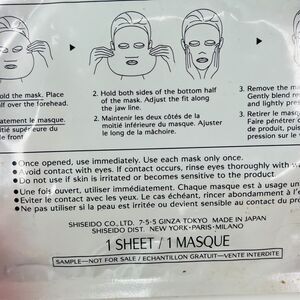 old the mask. Place
lf over the forehead.
atement le masque.
moitié supérieure du
front.
2. Hold both sides of the bottom half
of the mask. Adjust the fit along
the jaw line.
2. Maintenir les deux côtés de la
moitié inférieure du masque. Ajuster
le long de la mâchoire.
3. Remove the ma
Gently blend re
and lightly press
3. Retirer le masqu
Faire pénétrer c
de produit, puis
pression sur le
●Once opened, use immediately. Use each mask only once.
●Avoid contact with eyes. If contact occurs, rinse eyes thoroughly with w
●Do not use if skin is irritated or becomes sensitive to the product.
●Une fois ouvert, utiliser immédiatement. Chaque masque est à usage un
●Eviter le contact avec les yeux. Le cas échéant, rincer abondamment à l'e
●Ne pas utiliser si la peau est irritée ou devient sensible au contact du pro
SHISEIDO CO.,LTD. 7-5-5 GINZA TOKYO MADE IN JAPAN
SHISEIDO DIST. NEW YORK·PARIS·MILANO
1 SHEET / 1 MASQUE
SAMPLE—NOT FOR SALE / ECHANTILLON GRATUIT—VENTE INTERDITE